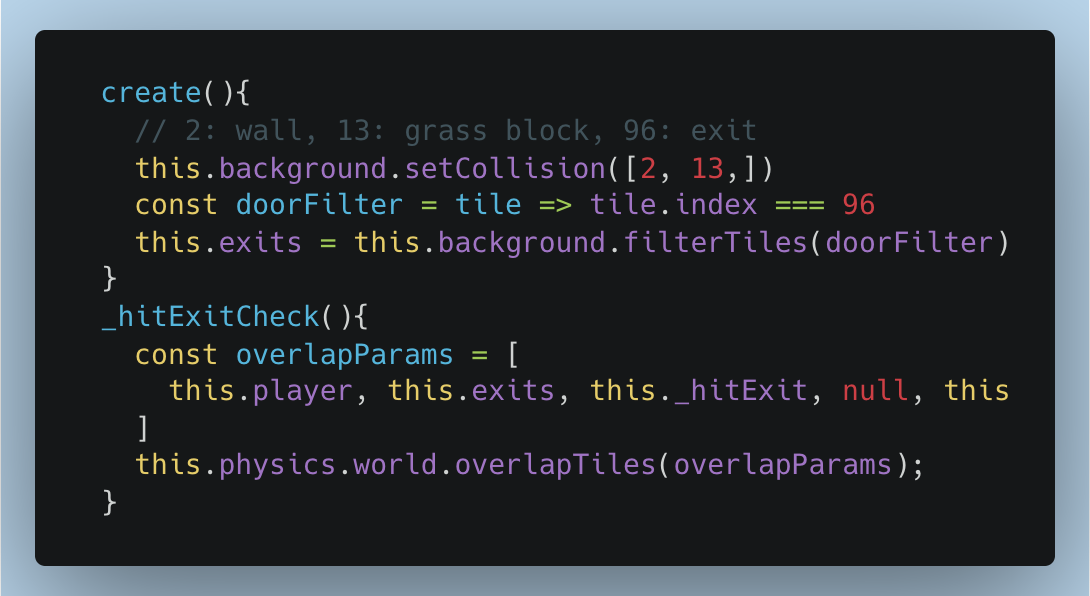 create(){
  // 2: wall, 13: grass block, 96: exit
  this.background.setCollision([2, 13,])
  const doorFilter = tile => tile.index === 96
  this.exits = this.background.filterTiles(doorFilter)
}
_hitExitCheck(){
  const overlapParams = [
    this.player, this.exits, this._hitExit, null, this
  ]
  this.physics.world.overlapTiles(overlapParams);
}